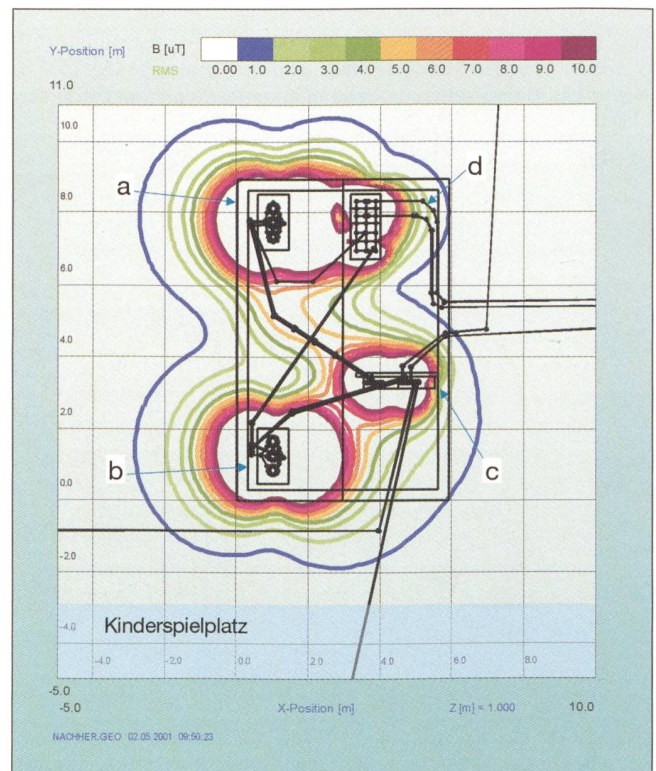 Y-Position [m] B [uT]
RMS 0.00 1.0 2.0 3.0 4.0 5.0 6.0 7.0 8.0 9.0 10.0
11.0
10.0
a
d
8.0
6.0
4.0
2.0
b
c
0.0
-2.0
Kinderspielplatz
-4.0
-4.0 -2.0 0.0 2.0 4.0 6.0 8.0
-5.0
-5.0 X-Position [m] Z [m] = 1.000 10.0
NACHHER.GEO 02.05.2001 09:50:23